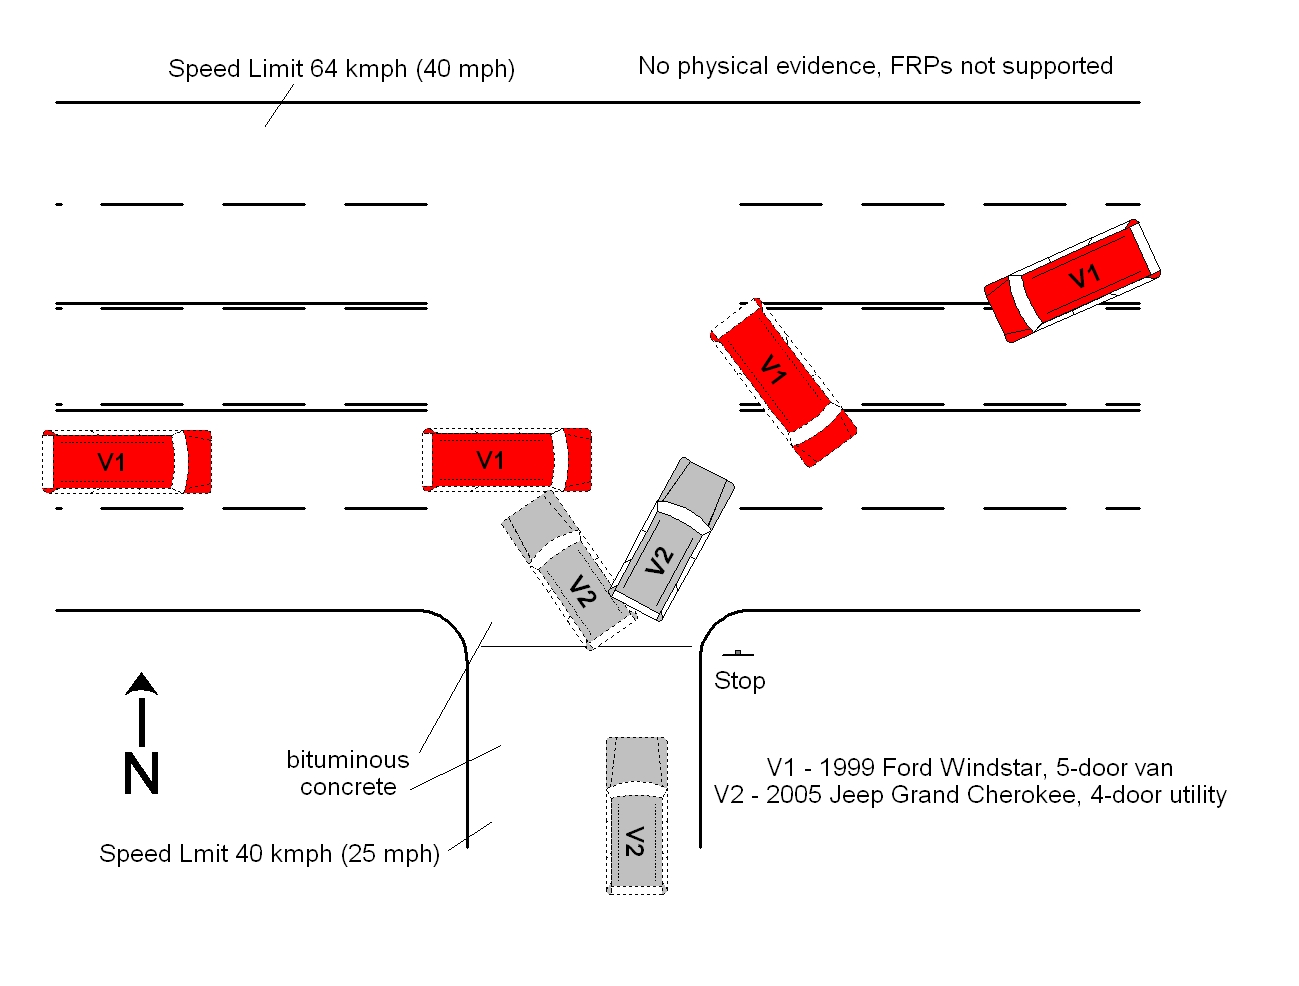 Speed Limit 64 kmph (40 mph)
No physical evidence, FRPs not supported
V1
V1
V1
V1
V2
V2
Stop
N
bituminous
concrete
V1 - 1999 Ford Windstar, 5-door van
V2 - 2005 Jeep Grand Cherokee, 4-door utility
Speed Lmit 40 kmph (25 mph)
V2